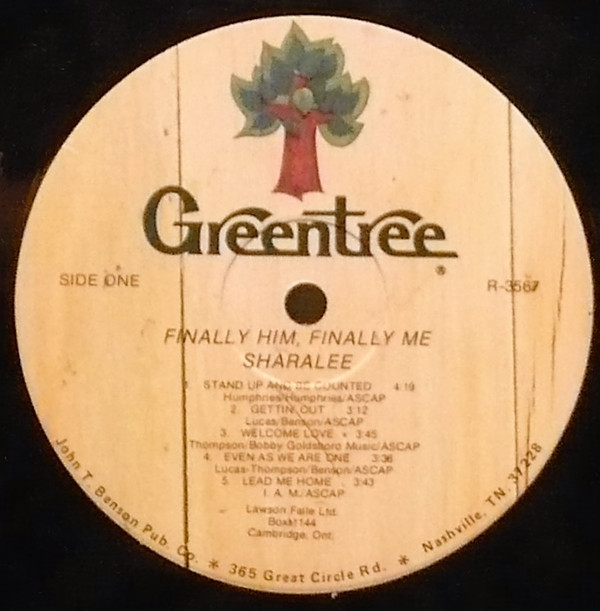 Greentree
®
SIDE ONE
R-3567
FINALLY HIM, FINALLY ME
SHARALEE
1. STAND UP AND BE COUNTED 4:19
Humphries/Humphries/ASCAP
2. GETTIN' OUT 3:12
Lucas/Benson/ASCAP
3. WELCOME LOVE 3:45
Thompson/Bobby Goldsboro Music/ASCAP
4. EVEN AS WE ARE ONE 3:36
Lucas-Thompson/Benson/ASCAP
5. LEAD ME HOME 3:43
I. A. M./ASCAP
Lawson Falle Ltd.
Box 1144
Cambridge, Ont.
John T. Benson Pub. Co. * 365 Great Circle Rd. * Nashville, TN. 37228